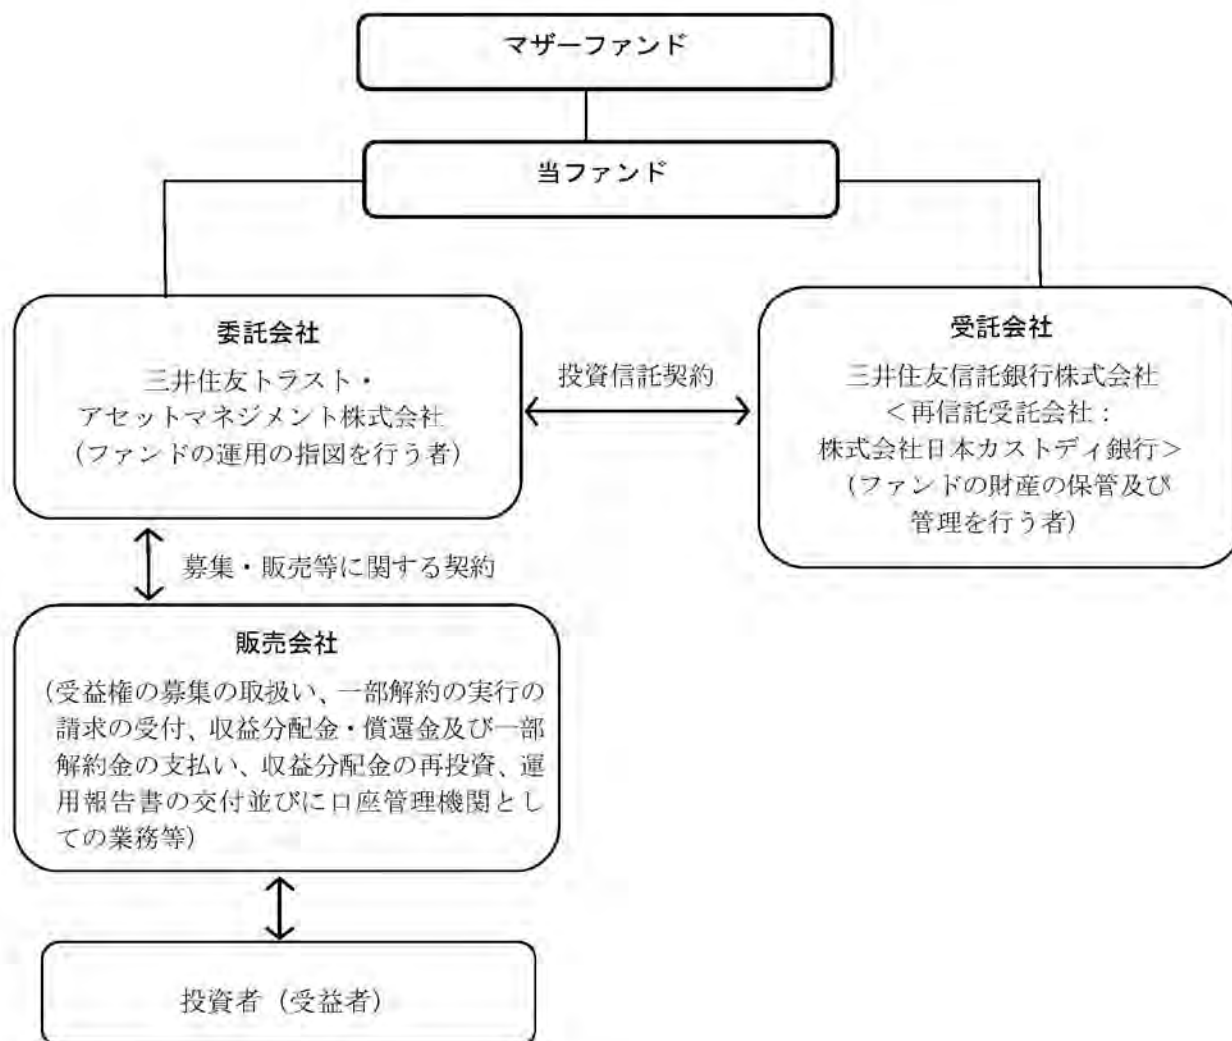 マザーファンド
当ファンド
委託会社
三井住友トラスト・
アセットマネジメント株式会社
(ファンドの運用の指図を行う者)
投資信託契約
受託会社
三井住友信託銀行株式会社
<再信託受託会社:
株式会社日本カストディ銀行>
(ファンドの財産の保管及び
管理を行う者)
募集・販売等に関する契約
販売会社
(受益権の募集の取扱い、一部解約の実行の
請求の受付、収益分配金・償還金及び一部
解約金の支払い、収益分配金の再投資、運
用報告書の交付並びに口座管理機関とし
ての業務等)
投資者(受益者)